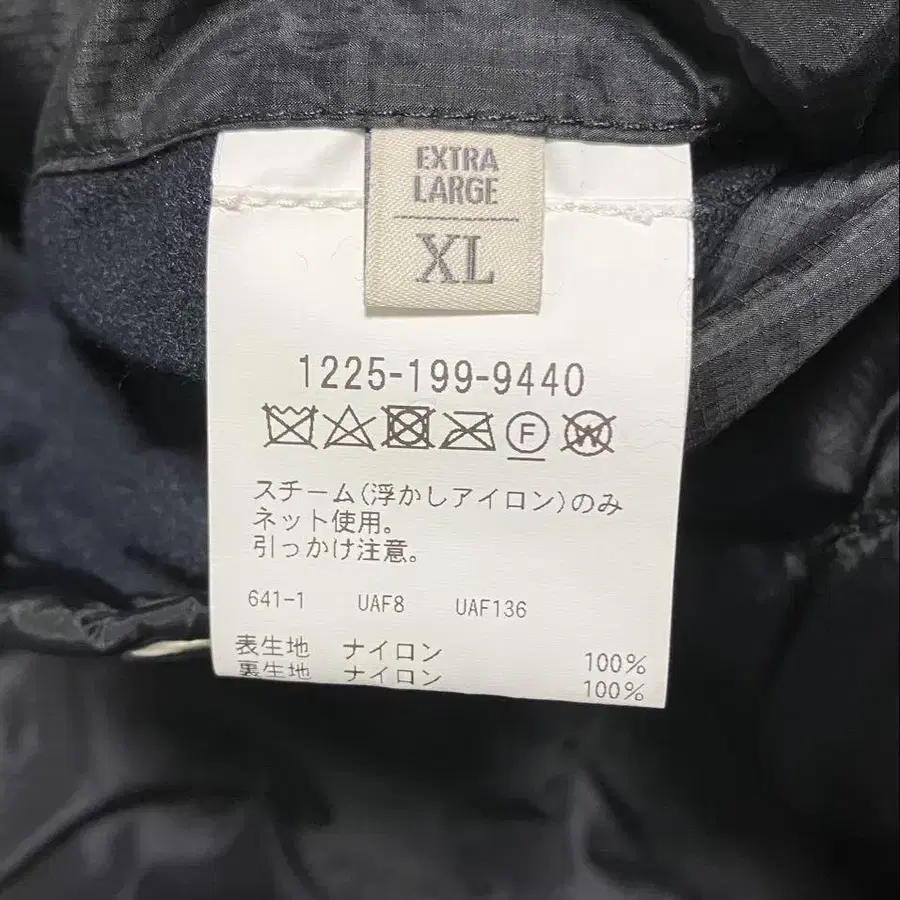 EXTRA
LARGE
XL
1225-199-9440
F W
スチーム(浮かしアイロン)のみ
ネット使用。
引っかけ注意。
641-1 UAF8 UAF136
表生地 ナイロン 100%
裏生地 ナイロン 100%